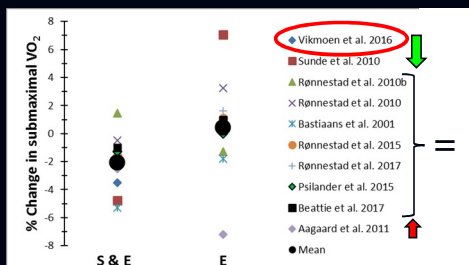 % Change in submaximal VO2
8
6
4
2
0
-2
-4
-6
-8
S & E
E
Vikmoen et al. 2016
Sunde et al. 2010
Rønnestad et al. 2010b
Rønnestad et al. 2010
Bastiaans et al. 2001
Rønnestad et al. 2015
Rønnestad et al. 2017
Psilander et al. 2015
Beattie et al. 2017
Aagaard et al. 2011
Mean
=